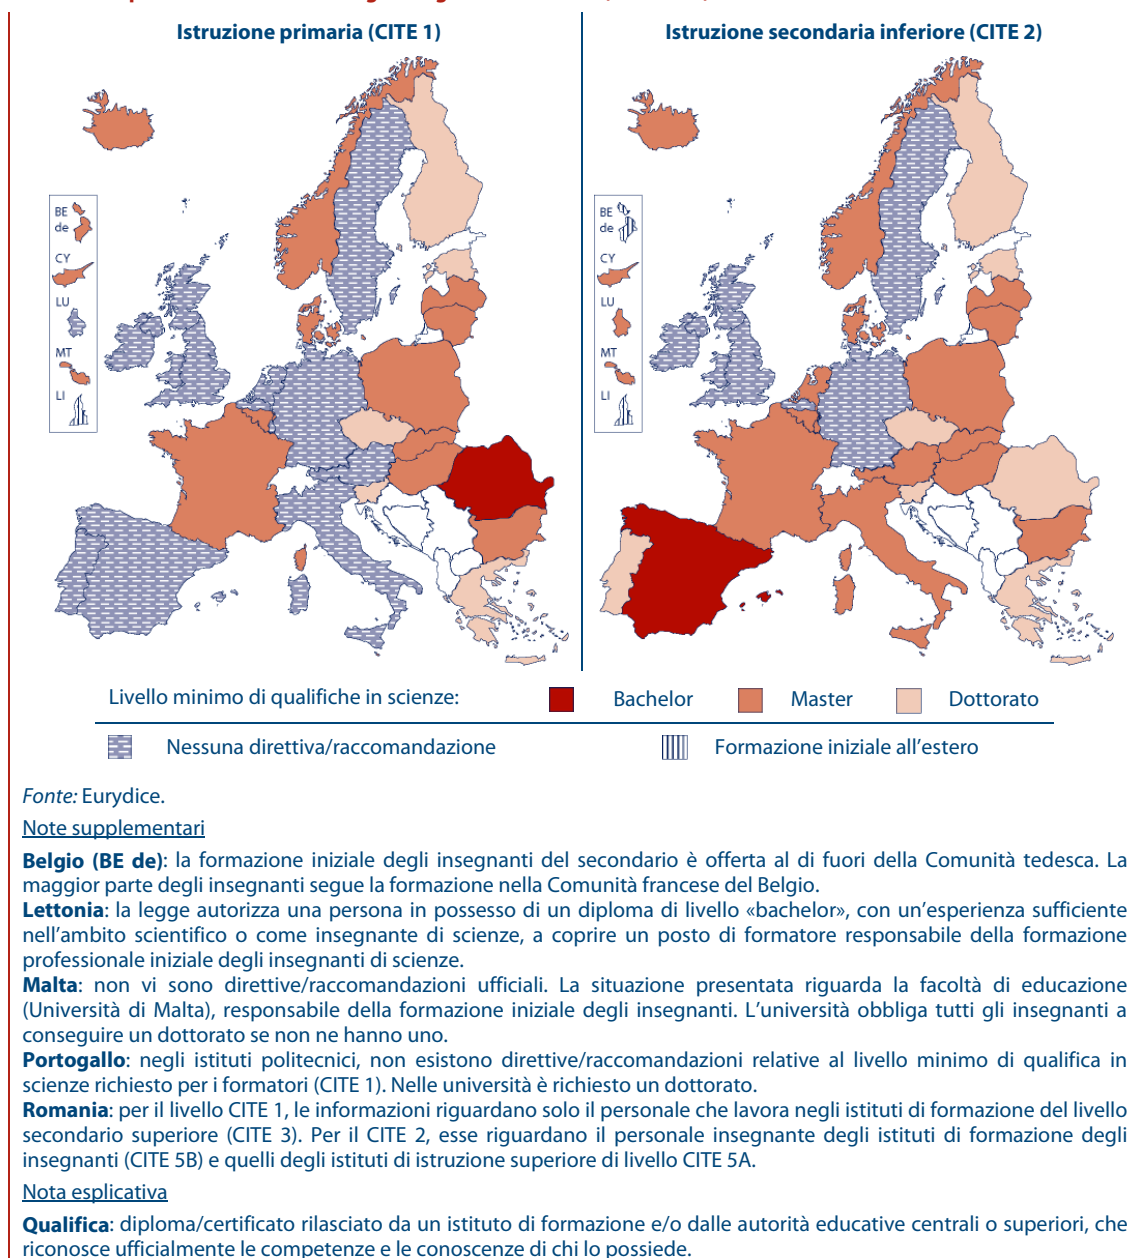 Istruzione primaria (CITE 1)
Istruzione secondaria inferiore (CITE 2)
BE
de
CY
LU
MT
LI
BE
de
CY
LU
MT
LI
Livello minimo di qualifiche in scienze:
Bachelor
Master
Dottorato
Nessuna direttiva/raccomandazione
Formazione iniziale all'estero
Fonte: Eurydice.
Note supplementari
Belgio (BE de): la formazione iniziale degli insegnanti del secondario è offerta al di fuori della Comunità tedesca. La
maggior parte degli insegnanti segue la formazione nella Comunità francese del Belgio.
Lettonia: la legge autorizza una persona in possesso di un diploma di livello «bachelor», con un'esperienza sufficiente
nell'ambito scientifico o come insegnante di scienze, a coprire un posto di formatore responsabile della formazione
professionale iniziale degli insegnanti di scienze.
Malta: non vi sono direttive/raccomandazioni ufficiali. La situazione presentata riguarda la facoltà di educazione
(Università di Malta), responsabile della formazione iniziale degli insegnanti. L'università obbliga tutti gli insegnanti a
conseguire un dottorato se non ne hanno uno.
Portogallo: negli istituti politecnici, non esistono direttive/raccomandazioni relative al livello minimo di qualifica in
scienze richiesto per i formatori (CITE 1). Nelle università è richiesto un dottorato.
Romania: per il livello CITE 1, le informazioni riguardano solo il personale che lavora negli istituti di formazione del livello
secondario superiore (CITE 3). Per il CITE 2, esse riguardano il personale insegnante degli istituti di formazione degli
insegnanti (CITE 5B) e quelli degli istituti di istruzione superiore di livello CITE 5A.
Nota esplicativa
Qualifica: diploma/certificato rilasciato da un istituto di formazione e/o dalle autorità educative centrali o superiori, che
riconosce ufficialmente le competenze e le conoscenze di chi lo possiede.